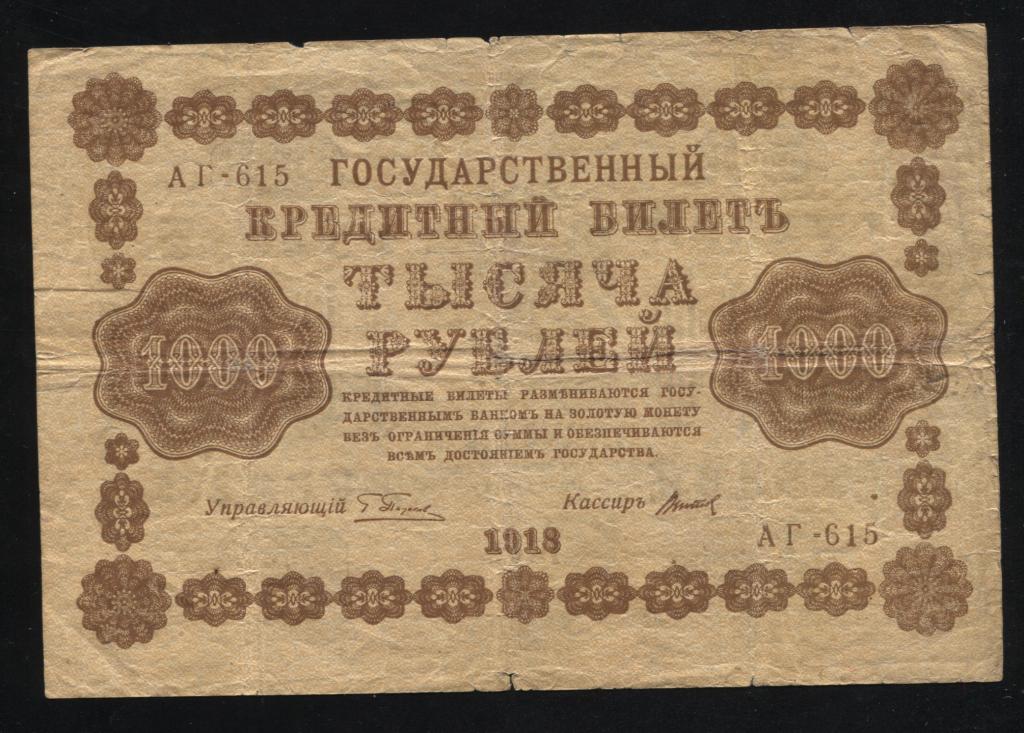 АГ-615 ГОСУДАРСТВЕННЫЙ
КРЕДИТНЫЙ БИЛЕТЪ
ТЫСЯЧА
РУБЛЕЙ
1000
1000
КРЕДИТНЫЕ БИЛЕТЫ РАЗМѢНИВАЮТСЯ ГОСУ-
ДАРСТВЕННЫМЪ БАНКОМЪ НА ЗОЛОТУЮ МОНЕТУ
БЕЗЪ ОГРАНИЧЕНІЯ СУММЫ И ОБЕЗПЕЧИВАЮТСЯ
ВСѢМЪ ДОСТОЯНІЕМЪ ГОСУДАРСТВА.
Управляющій
Кассиръ
1918
АГ-615